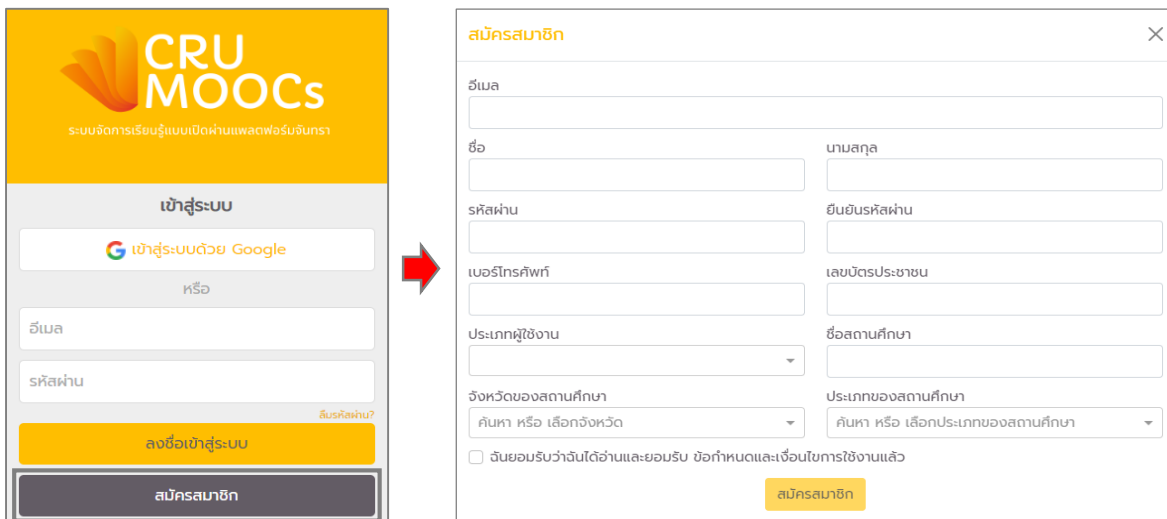 CRU
MOOCs
ระบบจัดการเรียนรู้แบบเปิดผ่านแพลตฟอร์มจันทรา
เข้าสู่ระบบ
เข้าสู่ระบบด้วย Google
หรือ
อีเมล
รหัสผ่าน
ลืมรหัสผ่าน?
ลงชื่อเข้าสู่ระบบ
สมัครสมาชิก
สมัครสมาชิก
อีเมล
ชื่อ นามสกุล
รหัสผ่าน ยืนยันรหัสผ่าน
เบอร์โทรศัพท์ เลขบัตรประชาชน
ประเภทผู้ใช้งาน ชื่อสถานศึกษา
จังหวัดของสถานศึกษา ประเภทของสถานศึกษา
ค้นหา หรือ เลือกจังหวัด ค้นหา หรือ เลือกประเภทของสถานศึกษา
ฉันยอมรับว่าฉันได้อ่านและยอมรับ ข้อกำหนดและเงื่อนไขการใช้งานแล้ว
สมัครสมาชิก